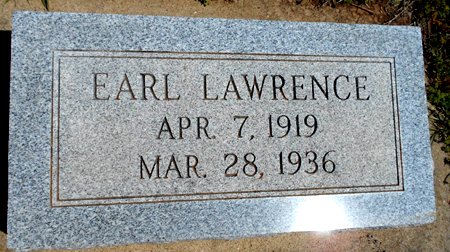 EARL LAWRENCE
APR. 7, 1919
MAR. 28, 1936